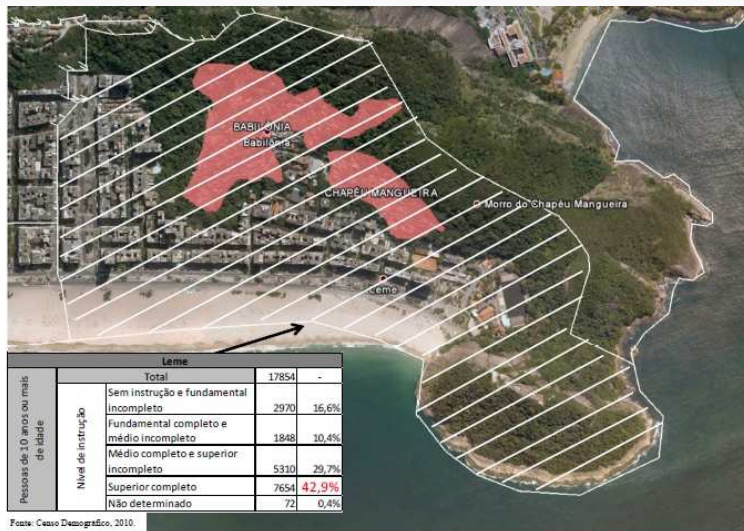 BABILÔNIA
Babilônia
CHAPÉU MANGUEIRA
Morro do Chapéu Mangueira
Leme
Leme
Total 17854 -
Pessoas de 10 anos ou mais de idade
Nível de instrução
Sem instrução e fundamental incompleto 2970 16,6%
Fundamental completo e médio incompleto 1848 10,4%
Médio completo e superior incompleto 5310 29,7%
Superior completo 7654 42,9%
Não determinado 72 0,4%
Fonte: Censo Demográfico, 2010.